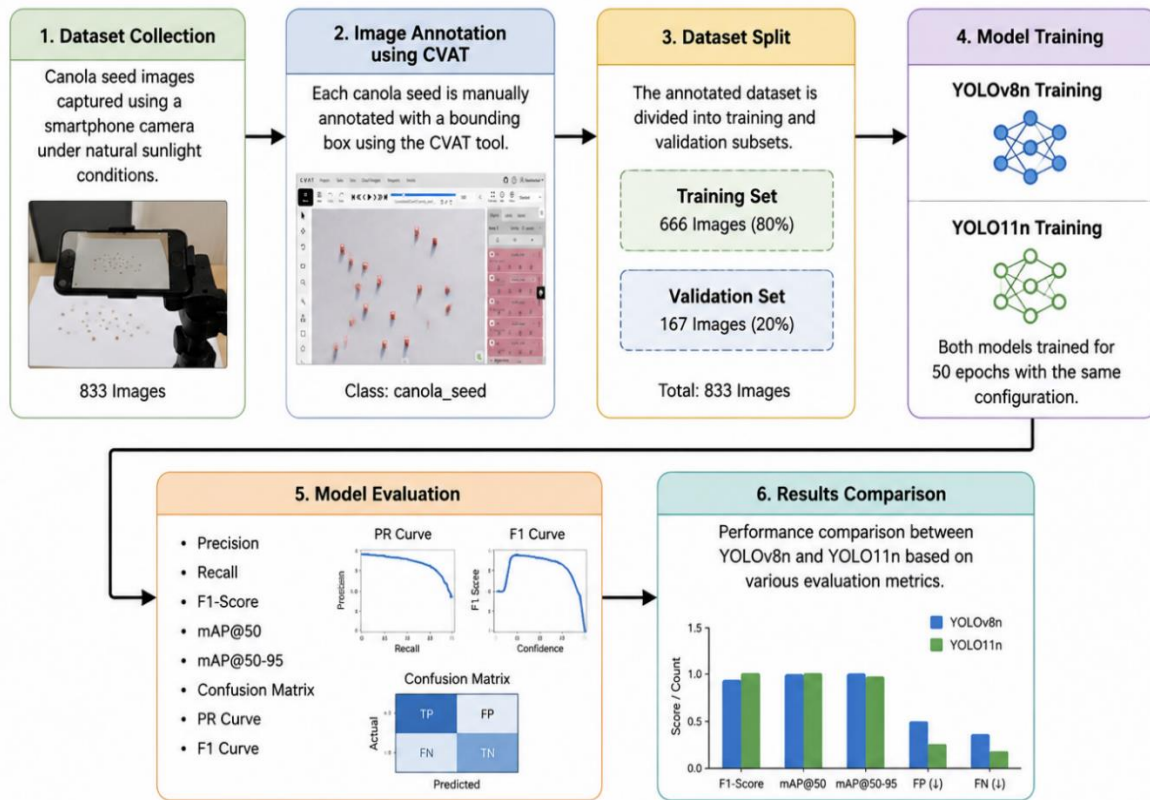 1. Dataset Collection
Canola seed images
captured using a
smartphone camera
under natural sunlight
conditions.
833 Images
2. Image Annotation
using CVAT
Each canola seed is manually
annotated with a bounding
box using the CVAT tool.
CVAT
Class: canola_seed
3. Dataset Split
The annotated dataset is
divided into training and
validation subsets.
Training Set
666 Images (80%)
Validation Set
167 Images (20%)
Total: 833 Images
4. Model Training
YOLOv8n Training
YOLO11n Training
Both models trained for
50 epochs with the same
configuration.
5. Model Evaluation
• Precision
• Recall
• F1-Score
• mAP@50
• mAP@50-95
• Confusion Matrix
• PR Curve
• F1 Curve
PR Curve
Recall
F1 Curve
F1 Scree
Confidence
Confusion Matrix
Actual
TP FP
FN TN
Predicted
6. Results Comparison
Performance comparison between
YOLOv8n and YOLO11n based on
various evaluation metrics.
YOLOv8n
YOLO11n
Score / Count
1.5
1.0
0.5
0.0
F1-Score mAP@50 mAP@50-95 FP (↓) FN (↓)